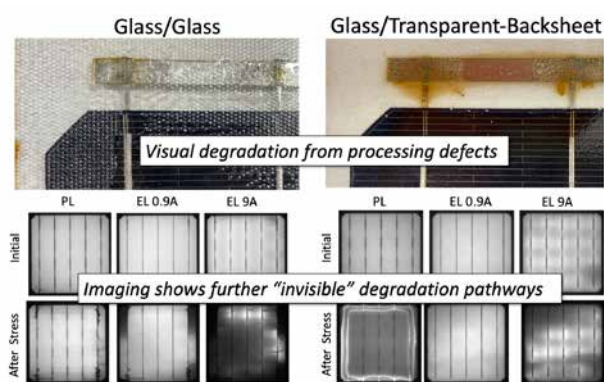 Glass/Glass
Glass/Transparent-Backsheet
Visual degradation from processing defects
PL
EL 0.9A
EL 9A
PL
EL 0.9A
EL 9A
Initial
Initial
Imaging shows further “invisible” degradation pathways
After Stress
After Stress